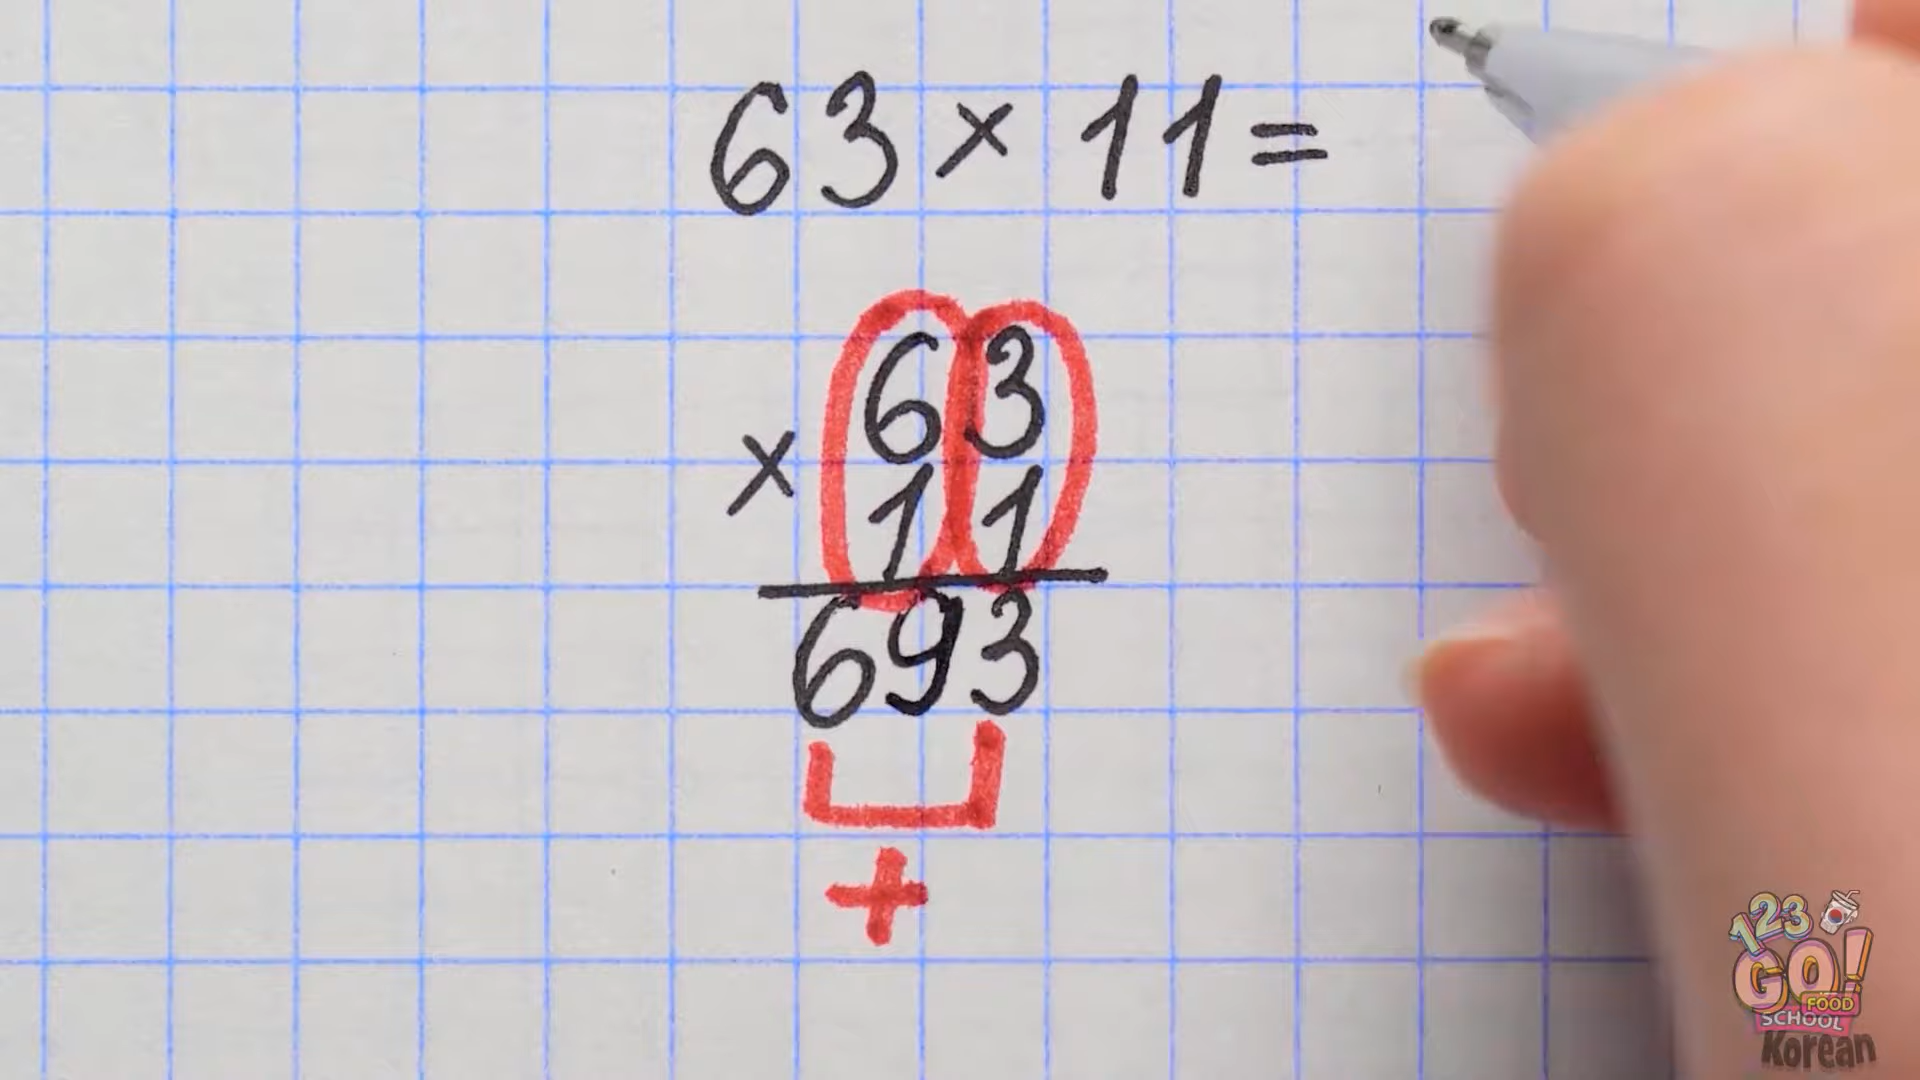 63 × 11 =
63
× 11
693
+
123
GO!
FOOD
SCHOOL
Korean